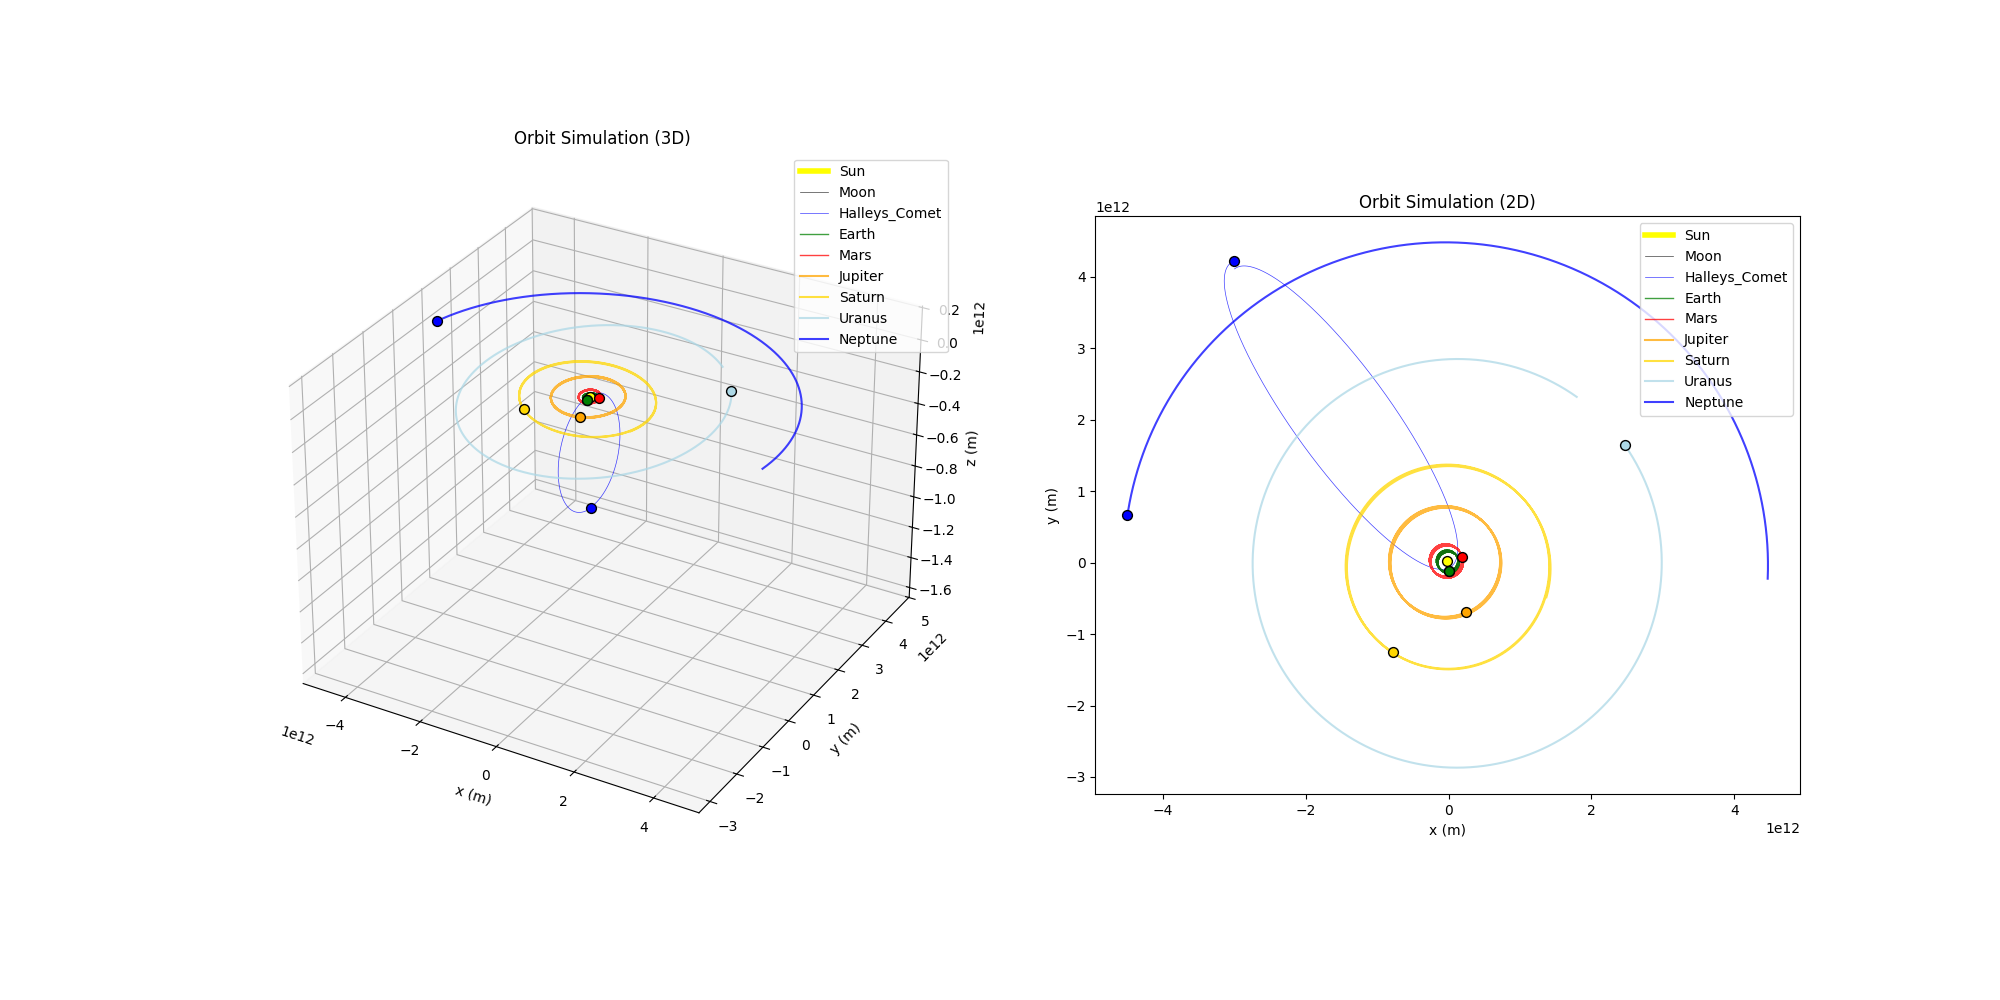 Orbit Simulation (3D)
Sun
Moon
Halleys_Comet
Earth
Mars
Jupiter
Saturn
Uranus
Neptune
1e12
0.2
0.0
−0.2
−0.4
−0.6
−0.8
−1.0
−1.2
−1.4
−1.6
z (m)
5
4
3
2
1
0
−1
−2
−3
1e12
y (m)
1e12
−4
−2
0
2
4
x (m)
Orbit Simulation (2D)
1e12
Sun
Moon
Halleys_Comet
Earth
Mars
Jupiter
Saturn
Uranus
Neptune
4
3
2
1
0
−1
−2
−3
y (m)
−4
−2
0
2
4
x (m)
1e12